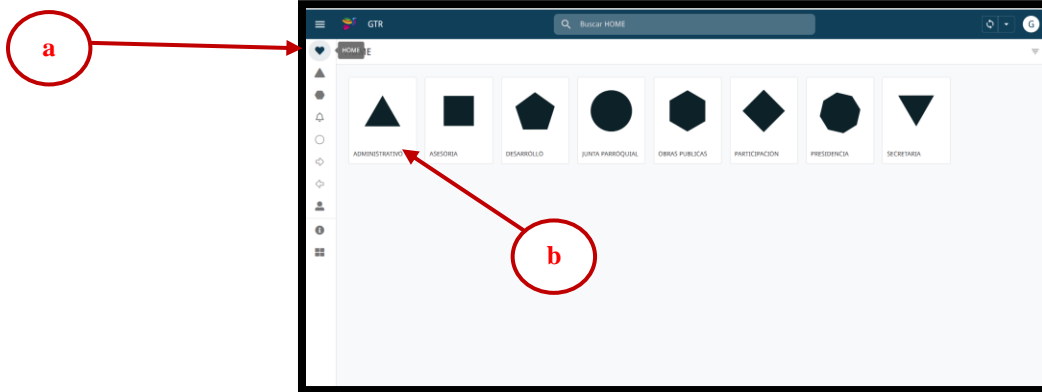 a
GTR
Buscar HOME
G
HOME
ADMINISTRATIVO
ASESORIA
DESARROLLO
JUNTA PARROQUIAL
OBRAS PUBLICAS
PARTICIPACION
PRESIDENCIA
SECRETARIA
b